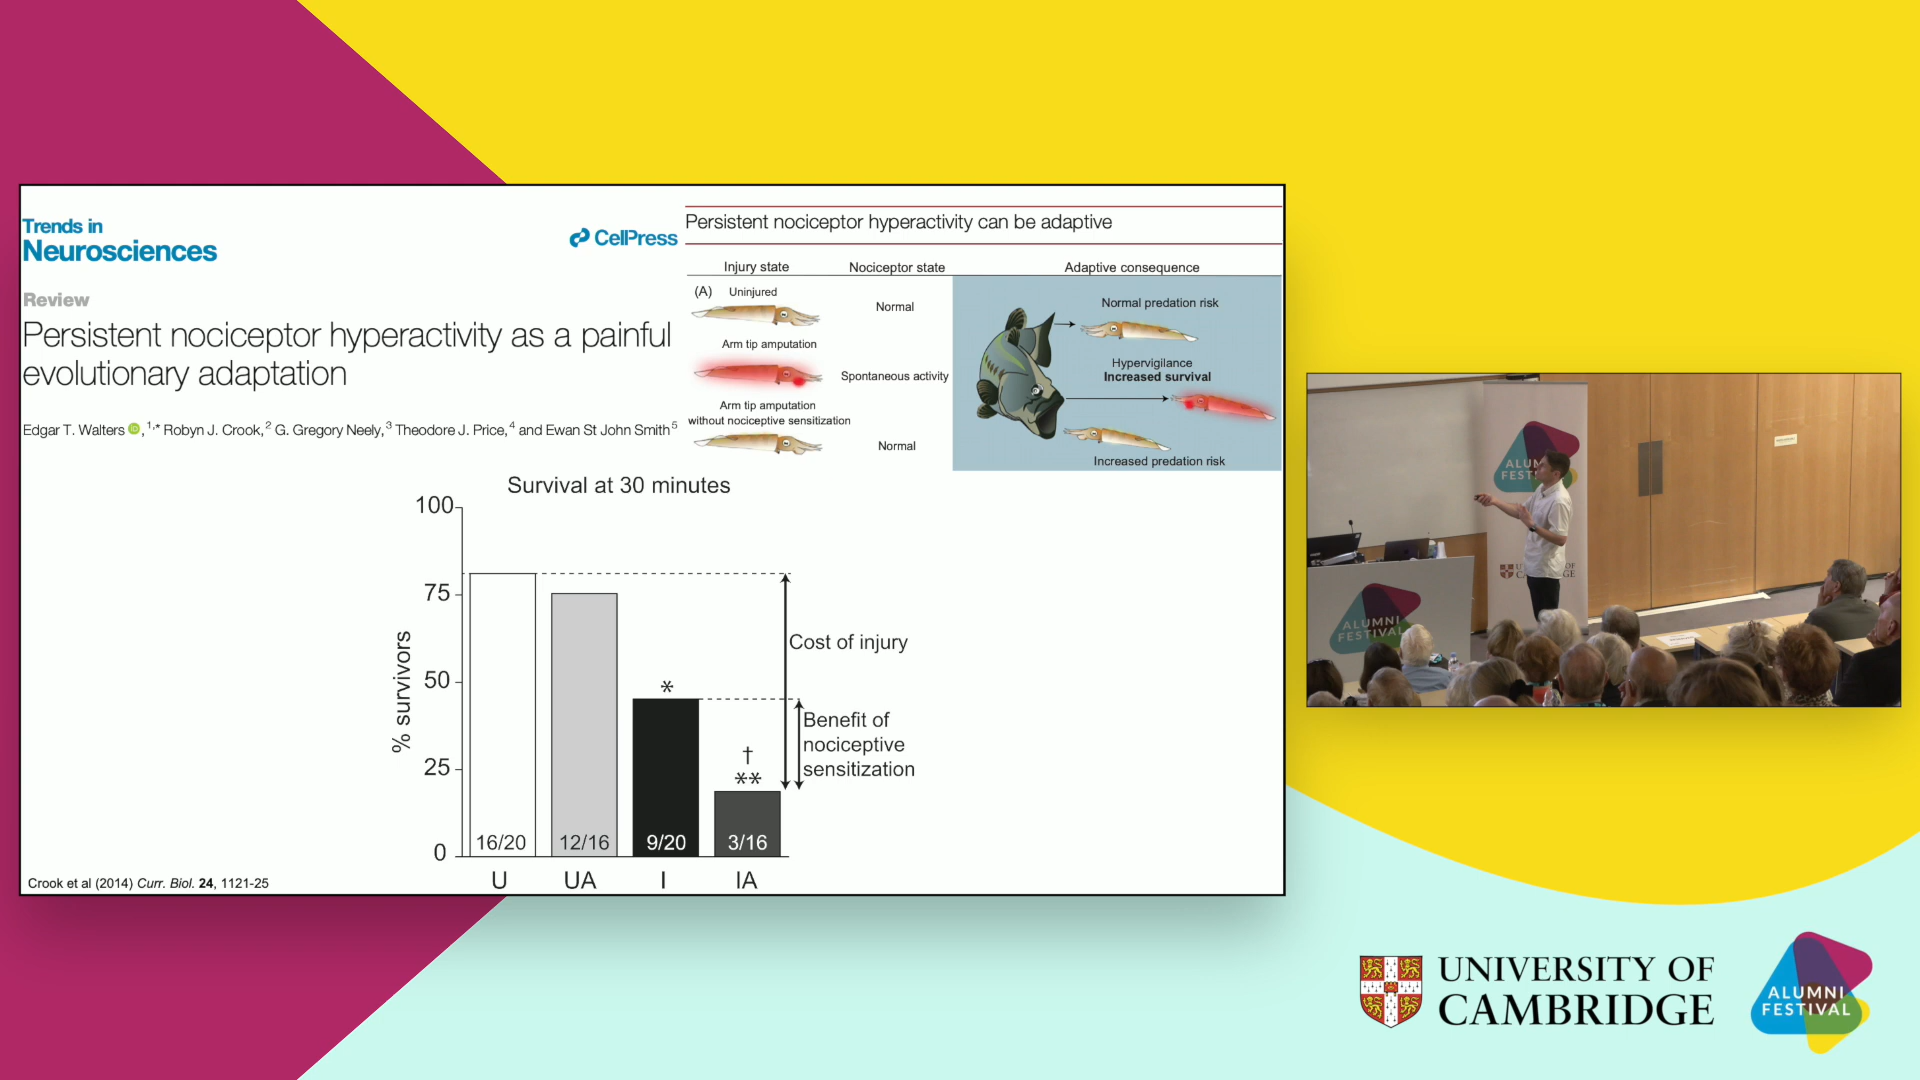 Trends in
Neurosciences
CellPress
Review
Persistent nociceptor hyperactivity as a painful
evolutionary adaptation
Edgar T. Walters iD,1,* Robyn J. Crook,2 G. Gregory Neely,3 Theodore J. Price,4 and Ewan St John Smith5
Persistent nociceptor hyperactivity can be adaptive
Injury state Nociceptor state Adaptive consequence
(A) Uninjured
Normal
Normal predation risk
Arm tip amputation
Spontaneous activity
Hypervigilance
Increased survival
Arm tip amputation
without nociceptive sensitization
Normal
Increased predation risk
Survival at 30 minutes
% survivors
100
75
50
25
0
*
†
**
Cost of injury
Benefit of
nociceptive
sensitization
16/20 12/16 9/20 3/16
U UA I IA
Crook et al (2014) Curr. Biol. 24, 1121-25
ALUMNI
FESTIVAL
UNIVERSITY OF
CAMBRIDGE
ALUMNI
FESTIVAL